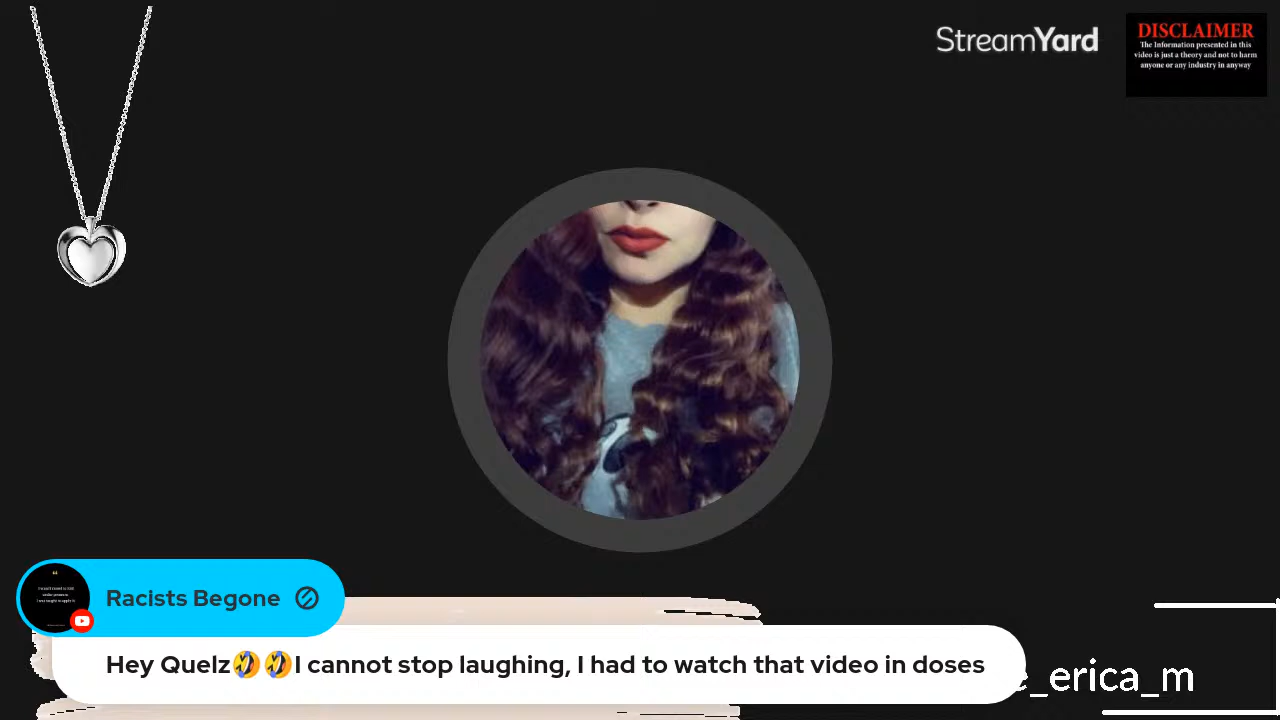 StreamYard
DISCLAIMER
The Information presented in this
video is just a theory and not to harm
anyone or any industry in anyway
Racists Begone
Hey Quelz🤣🤣I cannot stop laughing, I had to watch that video in doses
_erica_m